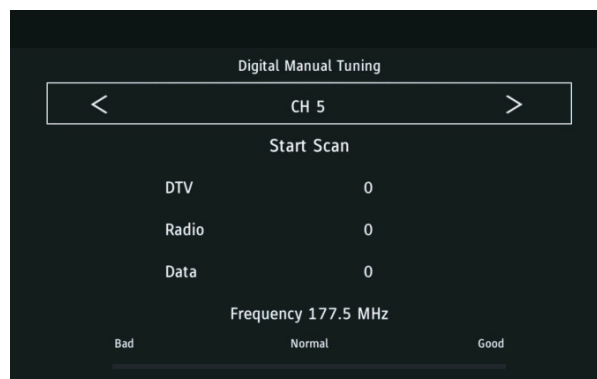 Digital Manual Tuning
< CH 5 >
Start Scan
DTV 0
Radio 0
Data 0
Frequency 177.5 MHz
Bad Normal Good